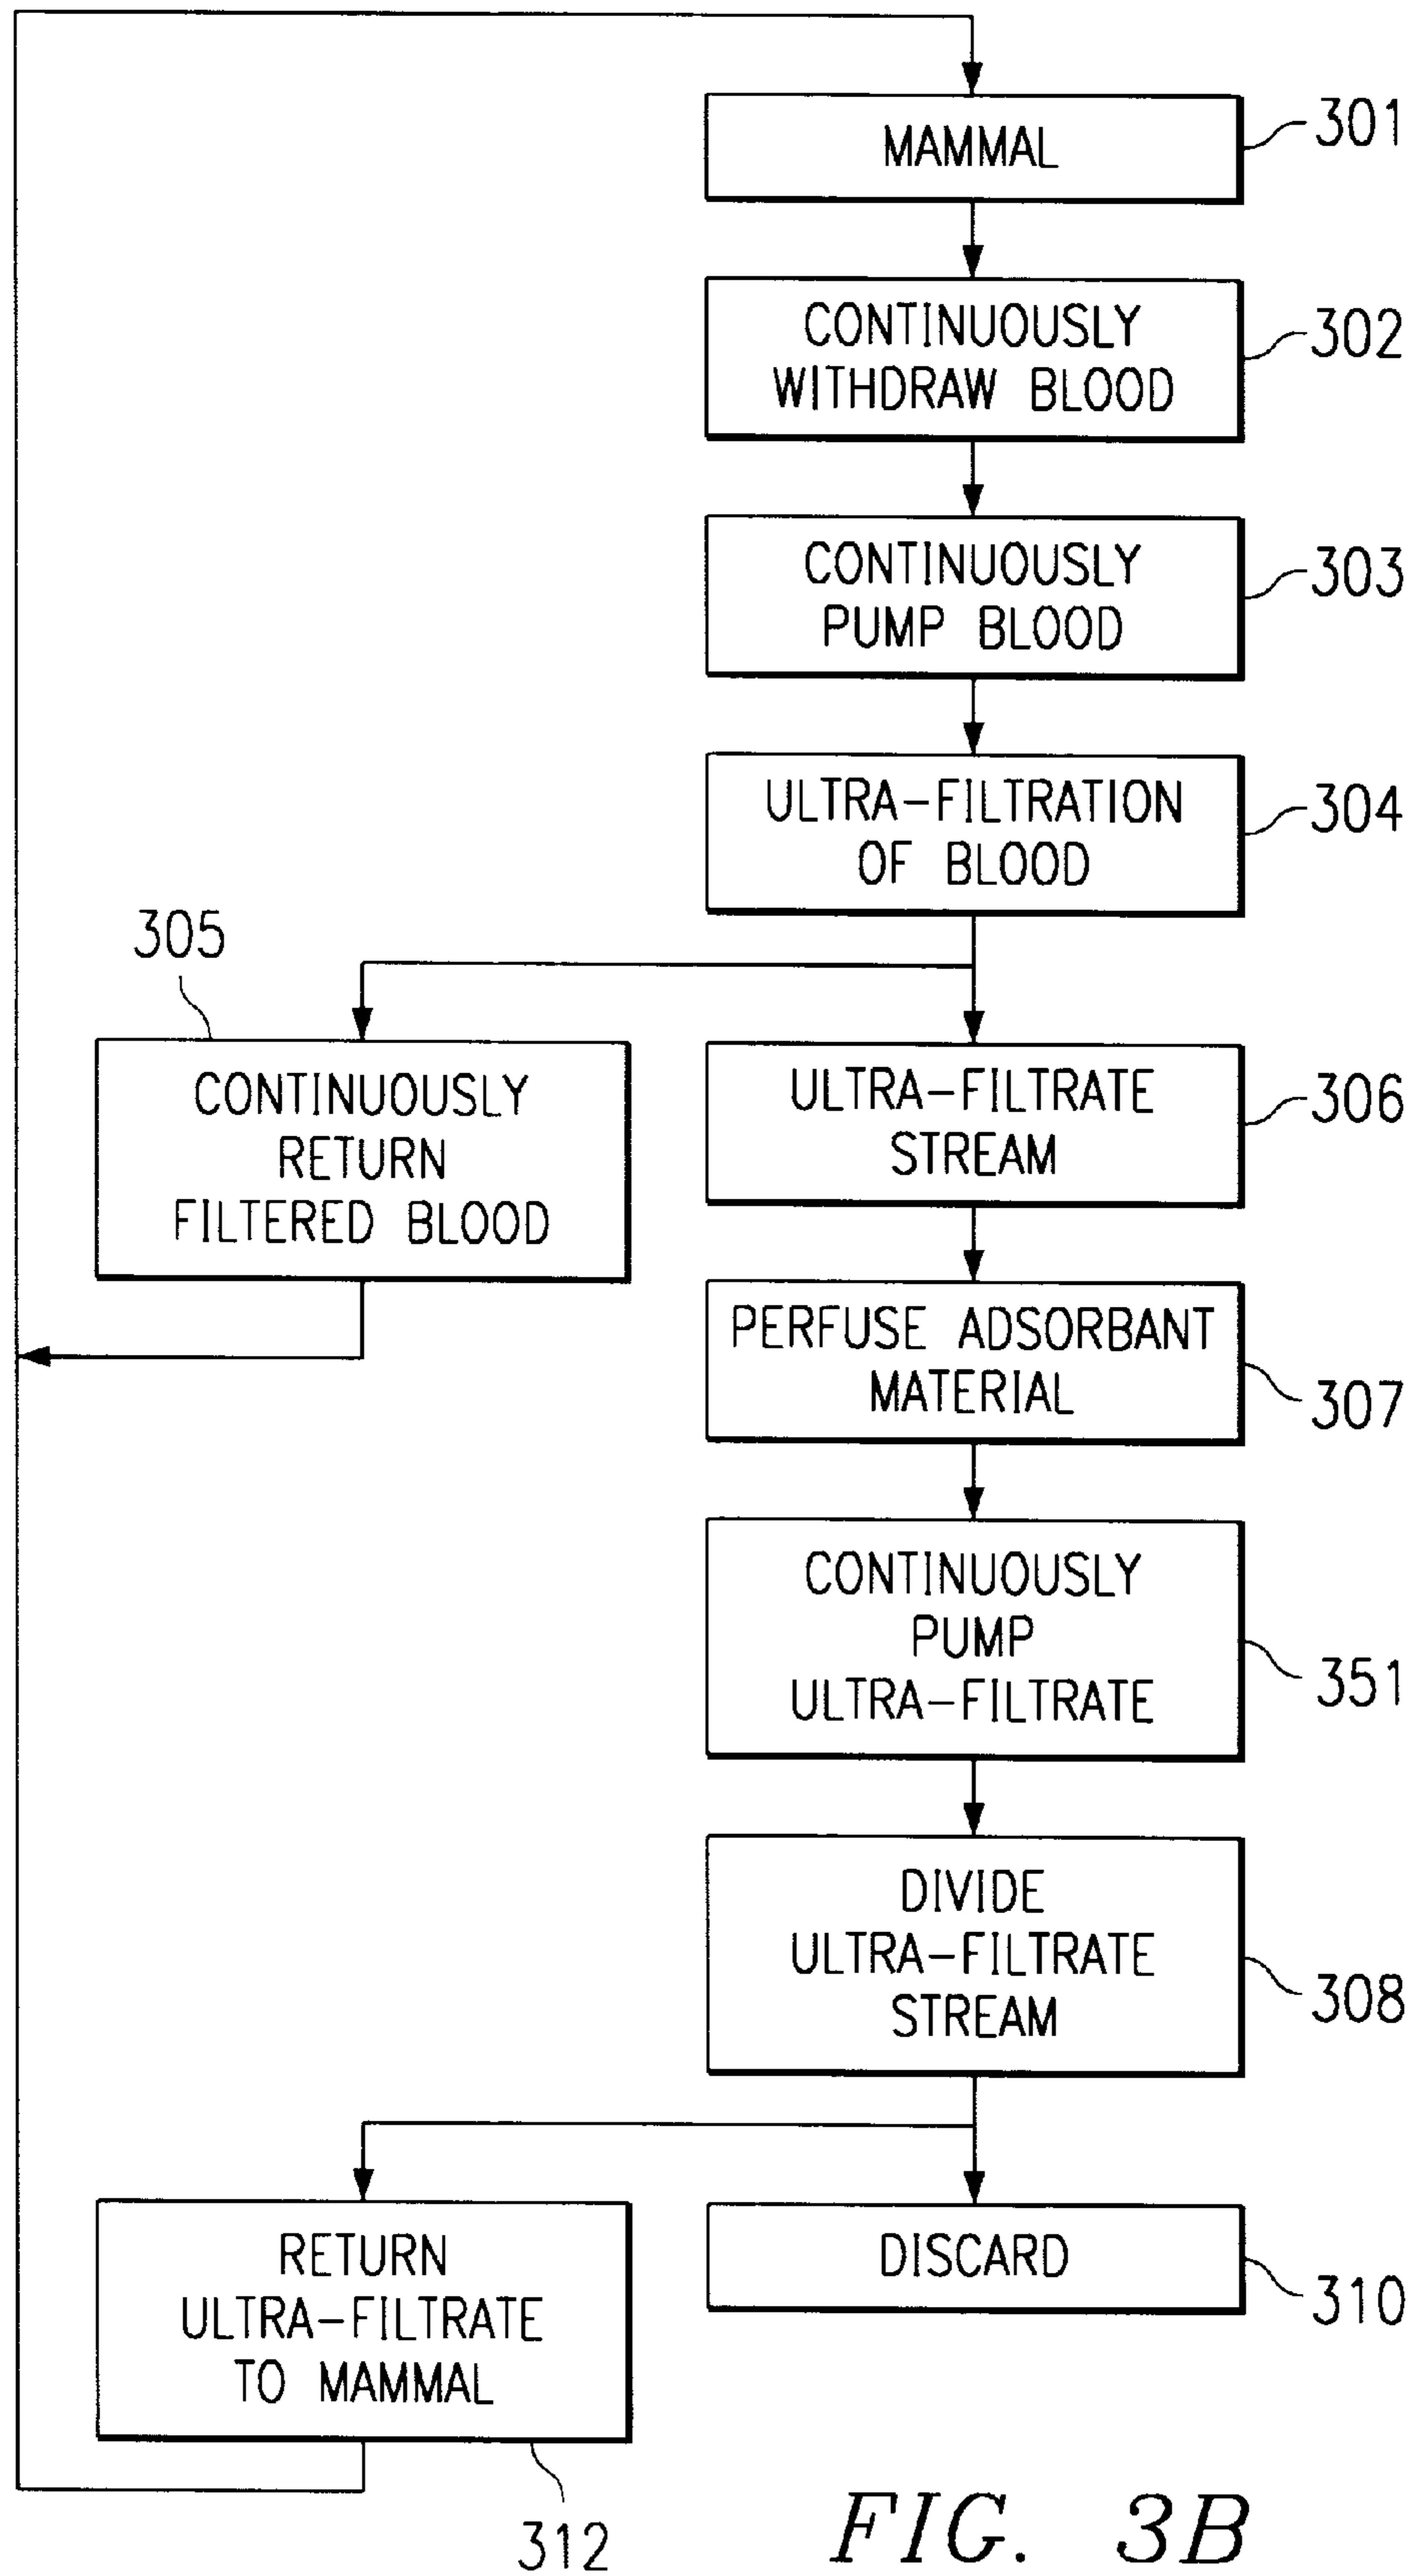 MAMMAL
301
CONTINUOUSLY
WITHDRAW BLOOD
302
CONTINUOUSLY
PUMP BLOOD
303
ULTRA-FILTRATION
OF BLOOD
304
305
CONTINUOUSLY
RETURN
FILTERED BLOOD
ULTRA-FILTRATE
STREAM
306
PERFUSE ADSORBANT
MATERIAL
307
CONTINUOUSLY
PUMP
ULTRA-FILTRATE
351
DIVIDE
ULTRA-FILTRATE
STREAM
308
RETURN
ULTRA-FILTRATE
TO MAMMAL
312
DISCARD
310
FIG. 3B